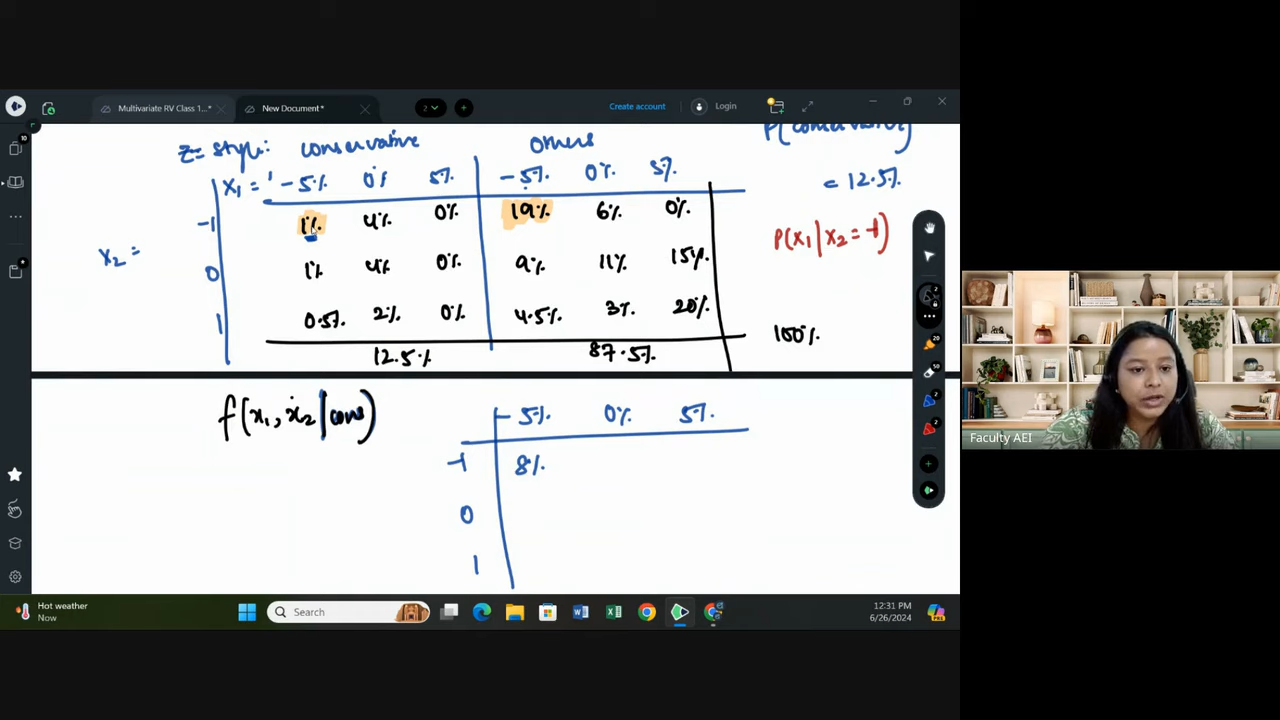 Multivariate RV Class 1...*
New Document*
2
Create account
Login
P(conservative)
Z = style: conservative others
= 12.5%
X1 = -5% 0% 5% -5% 0% 5%
-1 1% 4% 0% 19% 6% 0%
P(X1 | X2 = -1)
X2 =
0 1% 4% 0% 9% 11% 15%
1 0.5% 2% 0% 4.5% 3% 20%
100%
12.5% 87.5%
f(x1, x2 | cons)
-5% 0% 5%
-1 8%
0
1
Faculty AEI
Hot weather
Now
Search
12:31 PM
6/26/2024